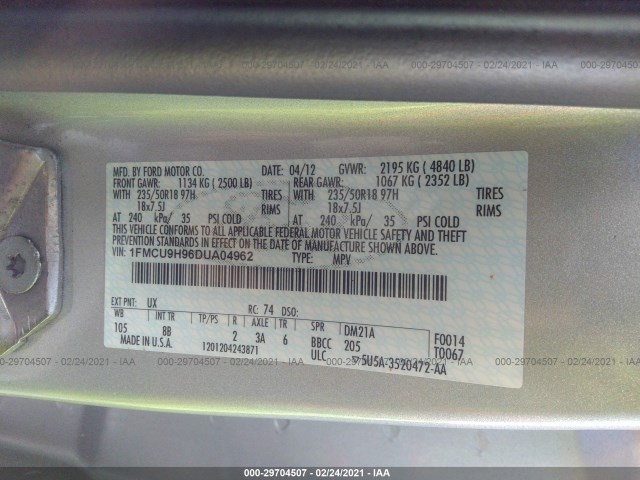 000-29704507 - 02/24/2021 - IAA
MFD. BY FORD MOTOR CO. DATE: 04/12 GVWR: 2195 KG ( 4840 LB)
FRONT GAWR: 1134 KG ( 2500 LB) REAR GAWR: 1067 KG ( 2352 LB)
WITH 235/50R18 97H TIRES WITH 235/50R18 97H TIRES
18x7.5J RIMS 18x7.5J RIMS
AT 240 kPa/ 35 PSI COLD AT 240 kPa/ 35 PSI COLD
THIS VEHICLE CONFORMS TO ALL APPLICABLE FEDERAL MOTOR VEHICLE SAFETY AND THEFT
PREVENTION STANDARDS IN EFFECT ON THE DATE OF MANUFACTURE SHOWN ABOVE.
VIN: 1FMCU9H96DUA04962 TYPE: MPV
EXT PNT: UX RC: 74 DSO:
WB INT TR TP/PS R AXLE TR SPR DM21A F0014
105 BB 2 3A 6 BBCC 205 T0067
MADE IN U.S.A. 1201204243871 ULC 5U5A-3520472-AA
000-29704507 - 02/24/2021 - IAA